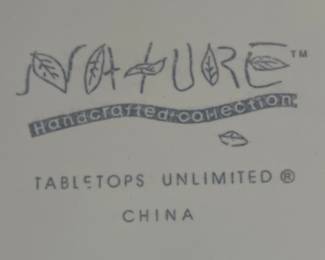 NATURE™
Handcrafted collection
TABLETOPS UNLIMITED®
CHINA